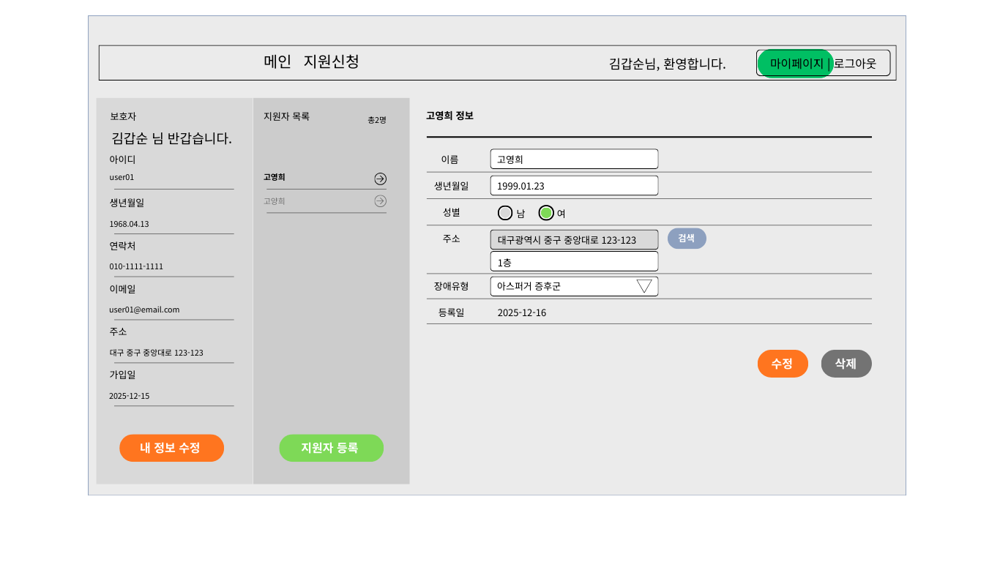 메인 지원신청
김갑순님, 환영합니다.
마이페이지 | 로그아웃
보호자
김갑순 님 반갑습니다.
아이디
user01
생년월일
1968.04.13
연락처
010-1111-1111
이메일
user01@email.com
주소
대구 중구 중앙대로 123-123
가입일
2025-12-15
내 정보 수정
지원자 목록
총2명
고영희
고양희
지원자 등록
고영희 정보
이름 고영희
생년월일 1999.01.23
성별 남 여
주소 대구광역시 중구 중앙대로 123-123 검색
1층
장애유형 아스퍼거 증후군
등록일 2025-12-16
수정 삭제